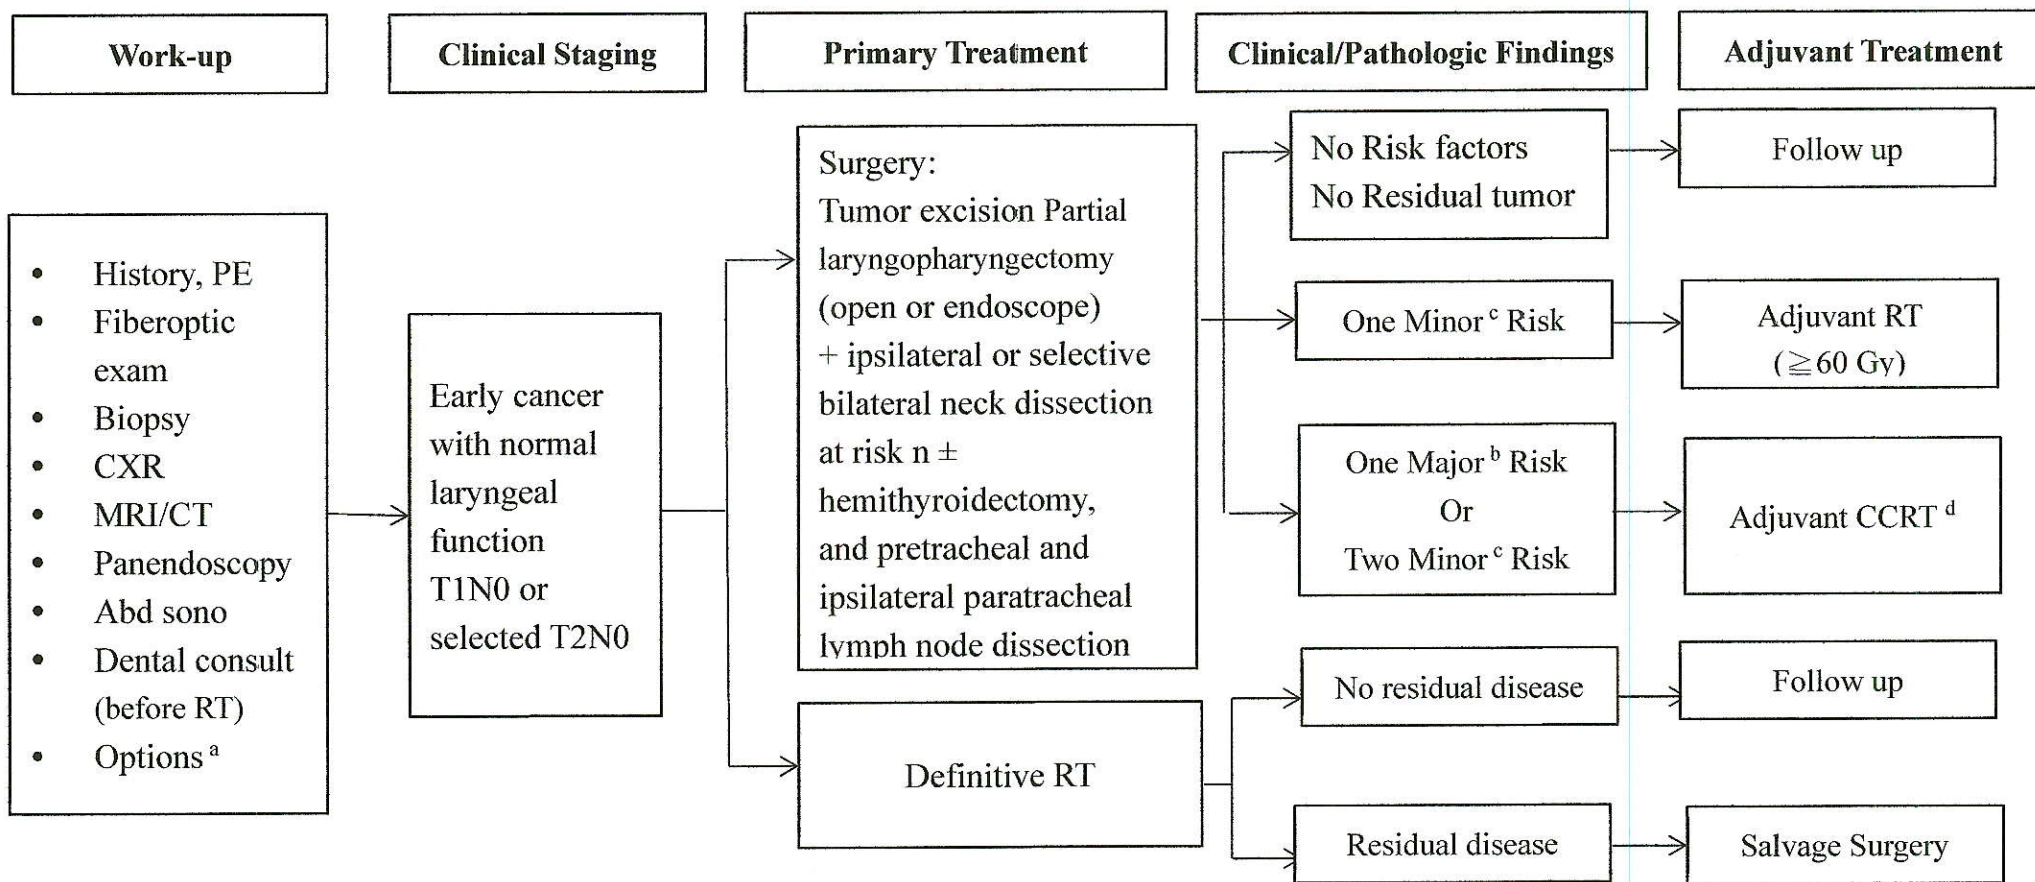 Work-up
Clinical Staging
Primary Treatment
Clinical/Pathologic Findings
Adjuvant Treatment
• History, PE
• Fiberoptic
exam
• Biopsy
• CXR
• MRI/CT
• Panendoscopy
• Abd sono
• Dental consult
(before RT)
• Options a
Early cancer
with normal
laryngeal
function
T1N0 or
selected T2N0
Surgery:
Tumor excision Partial
laryngopharyngectomy
(open or endoscope)
+ ipsilateral or selective
bilateral neck dissection
at risk n ±
hemithyroidectomy,
and pretracheal and
ipsilateral paratracheal
lymph node dissection
Definitive RT
No Risk factors
No Residual tumor
One Minor c Risk
One Major b Risk
Or
Two Minor c Risk
No residual disease
Residual disease
Follow up
Adjuvant RT
(≧60 Gy)
Adjuvant CCRT d
Follow up
Salvage Surgery